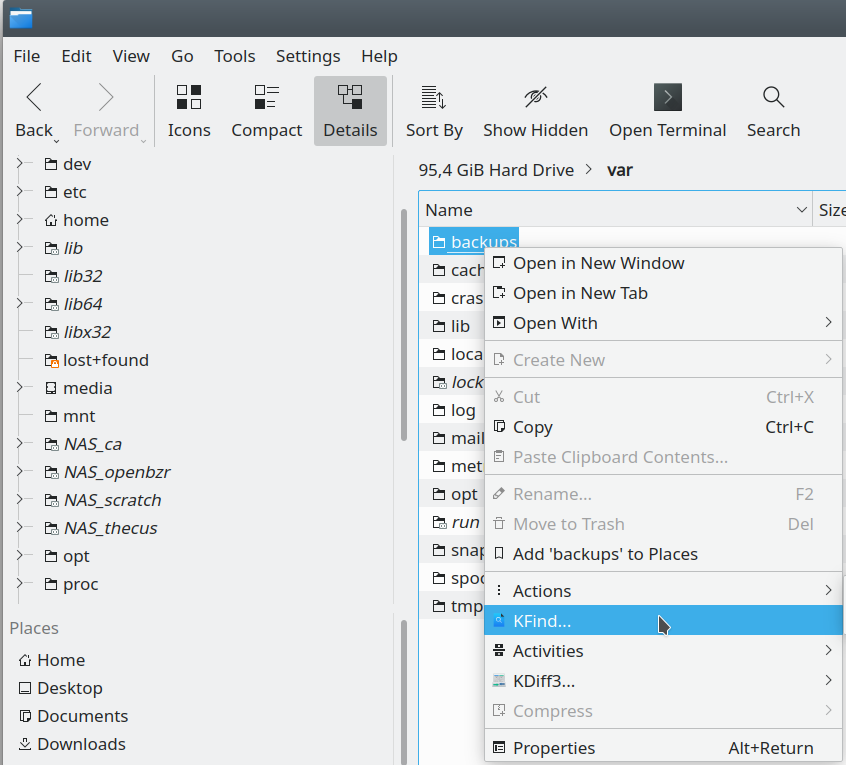 File Edit View Go Tools Settings Help
Back Forward Icons Compact Details Sort By Show Hidden Open Terminal Search
dev
etc
home
lib
lib32
lib64
libx32
lost+found
media
mnt
NAS_ca
NAS_openbzr
NAS_scratch
NAS_thecus
opt
proc
Places
Home
Desktop
Documents
Downloads
95,4 GiB Hard Drive > var
Name Size
backups
cach
cras
lib
loca
lock
log
mail
met
opt
run
snap
spoo
tmp
Open in New Window
Open in New Tab
Open With
Create New
Cut Ctrl+X
Copy Ctrl+C
Paste Clipboard Contents...
Rename... F2
Move to Trash Del
Add 'backups' to Places
Actions
KFind...
Activities
KDiff3...
Compress
Properties Alt+Return